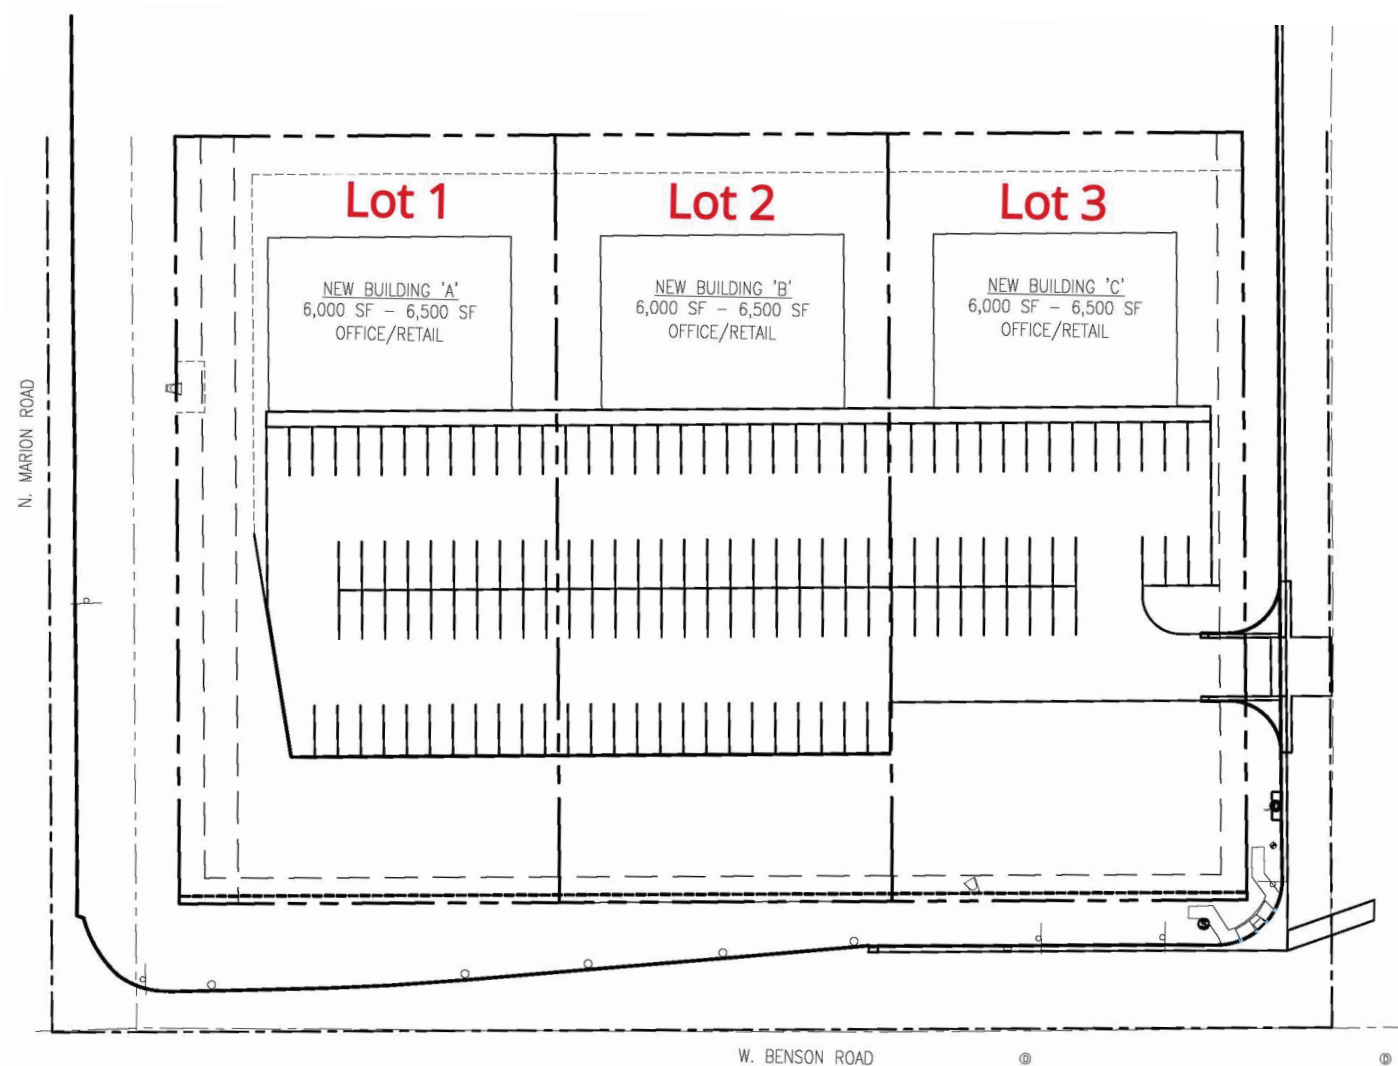 Lot 1
Lot 2
Lot 3
NEW BUILDING 'A'
6,000 SF - 6,500 SF
OFFICE/RETAIL
NEW BUILDING 'B'
6,000 SF - 6,500 SF
OFFICE/RETAIL
NEW BUILDING 'C'
6,000 SF - 6,500 SF
OFFICE/RETAIL
N. MARION ROAD
W. BENSON ROAD